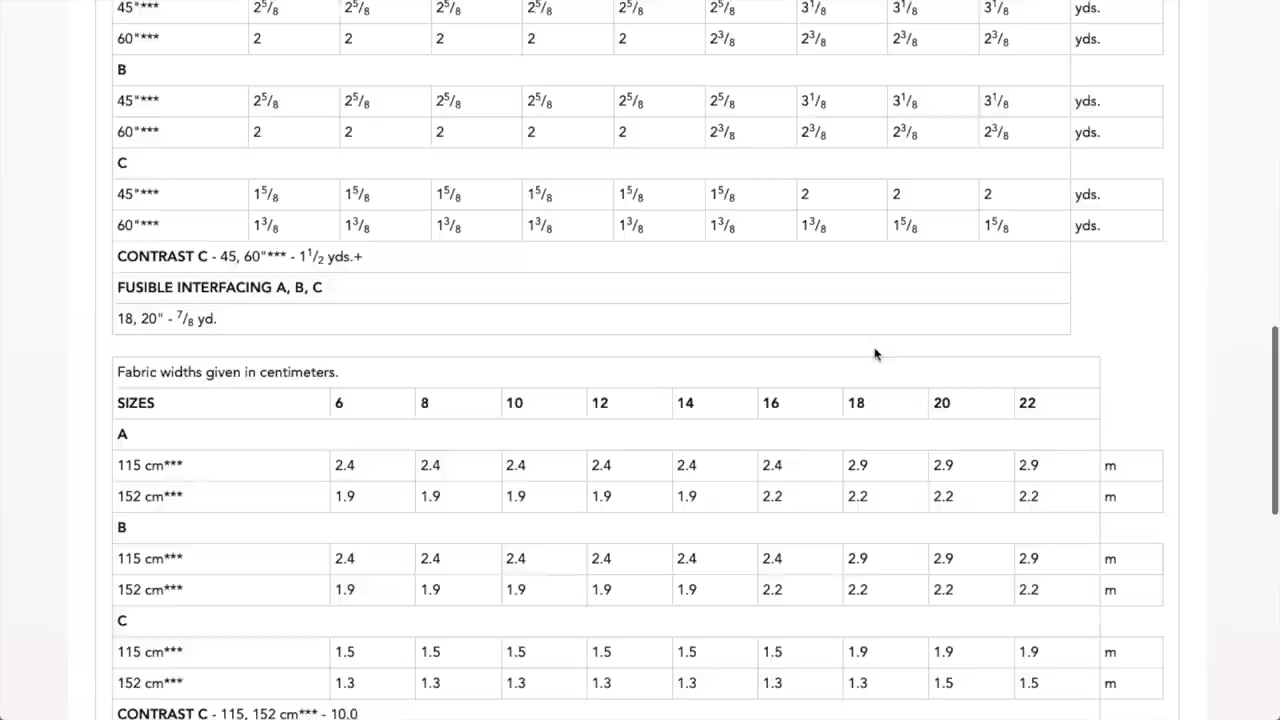 45"*** 2⁵/₈ 2⁵/₈ 2⁵/₈ 2⁵/₈ 2⁵/₈ 2⁵/₈ 3¹/₈ 3¹/₈ 3¹/₈ yds.
60"*** 2 2 2 2 2 2³/₈ 2³/₈ 2³/₈ 2³/₈ yds.
B
45"*** 2⁵/₈ 2⁵/₈ 2⁵/₈ 2⁵/₈ 2⁵/₈ 2⁵/₈ 3¹/₈ 3¹/₈ 3¹/₈ yds.
60"*** 2 2 2 2 2 2³/₈ 2³/₈ 2³/₈ 2³/₈ yds.
C
45"*** 1⁵/₈ 1⁵/₈ 1⁵/₈ 1⁵/₈ 1⁵/₈ 1⁵/₈ 2 2 2 yds.
60"*** 1³/₈ 1³/₈ 1³/₈ 1³/₈ 1³/₈ 1³/₈ 1³/₈ 1⁵/₈ 1⁵/₈ yds.
CONTRAST C - 45, 60"*** - 1¹/₂ yds.+
FUSIBLE INTERFACING A, B, C
18, 20" - ⁷/₈ yd.
Fabric widths given in centimeters.
SIZES 6 8 10 12 14 16 18 20 22
A
115 cm*** 2.4 2.4 2.4 2.4 2.4 2.4 2.9 2.9 2.9 m
152 cm*** 1.9 1.9 1.9 1.9 1.9 2.2 2.2 2.2 2.2 m
B
115 cm*** 2.4 2.4 2.4 2.4 2.4 2.4 2.9 2.9 2.9 m
152 cm*** 1.9 1.9 1.9 1.9 1.9 2.2 2.2 2.2 2.2 m
C
115 cm*** 1.5 1.5 1.5 1.5 1.5 1.5 1.9 1.9 1.9 m
152 cm*** 1.3 1.3 1.3 1.3 1.3 1.3 1.3 1.5 1.5 m
CONTRAST C - 115, 152 cm*** - 10.0